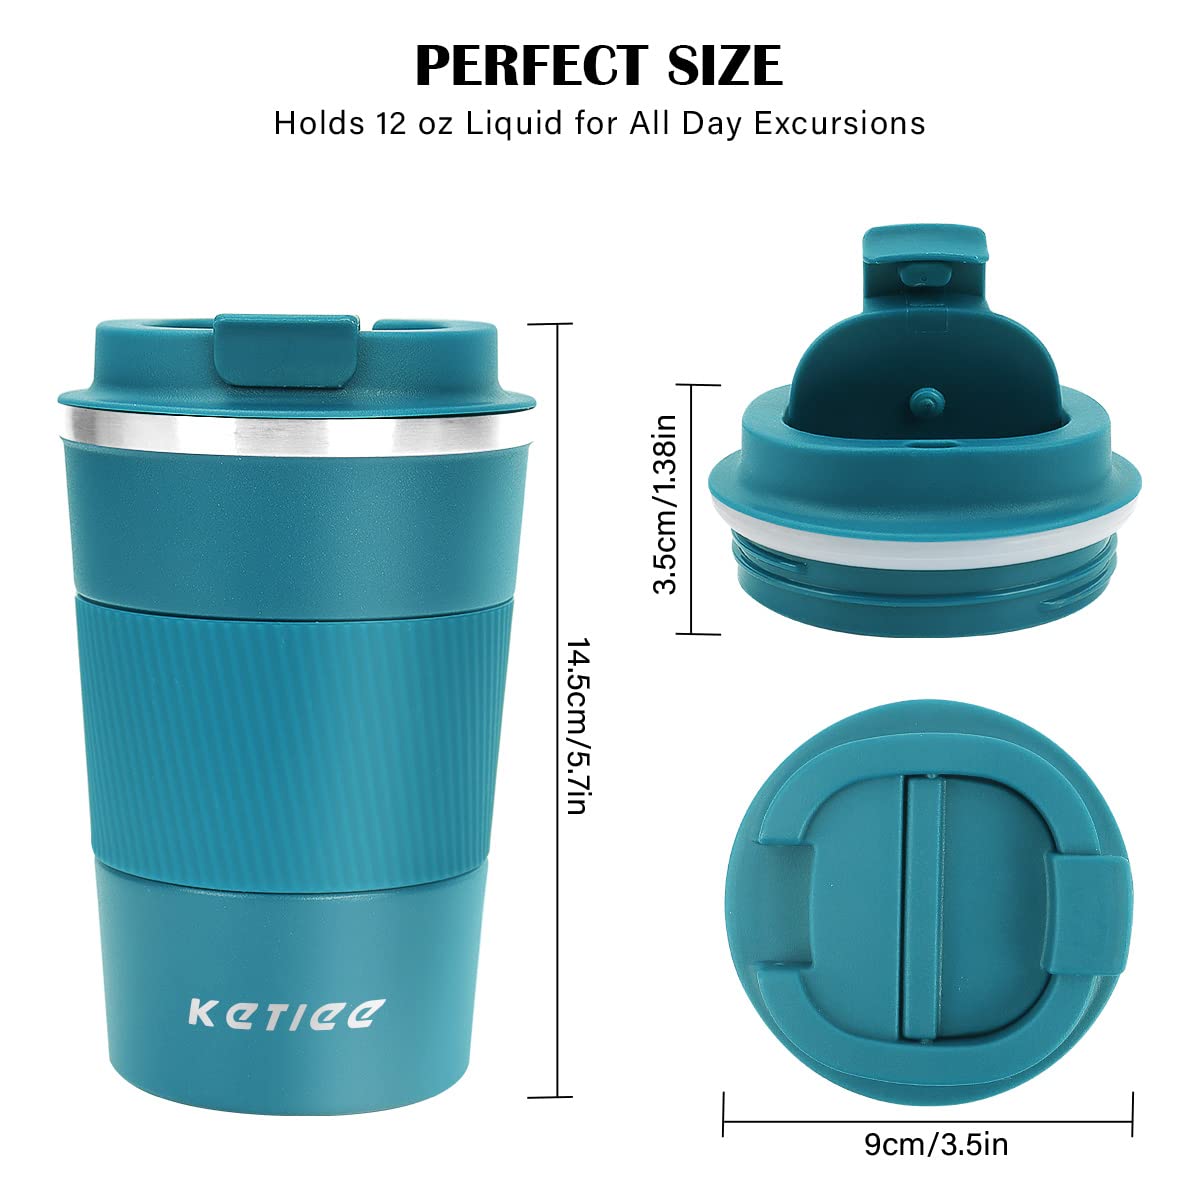 PERFECT SIZE
Holds 12 oz Liquid for All Day Excursions
3.5cm/1.38in
14.5cm/5.7in
KETIEE
9cm/3.5in